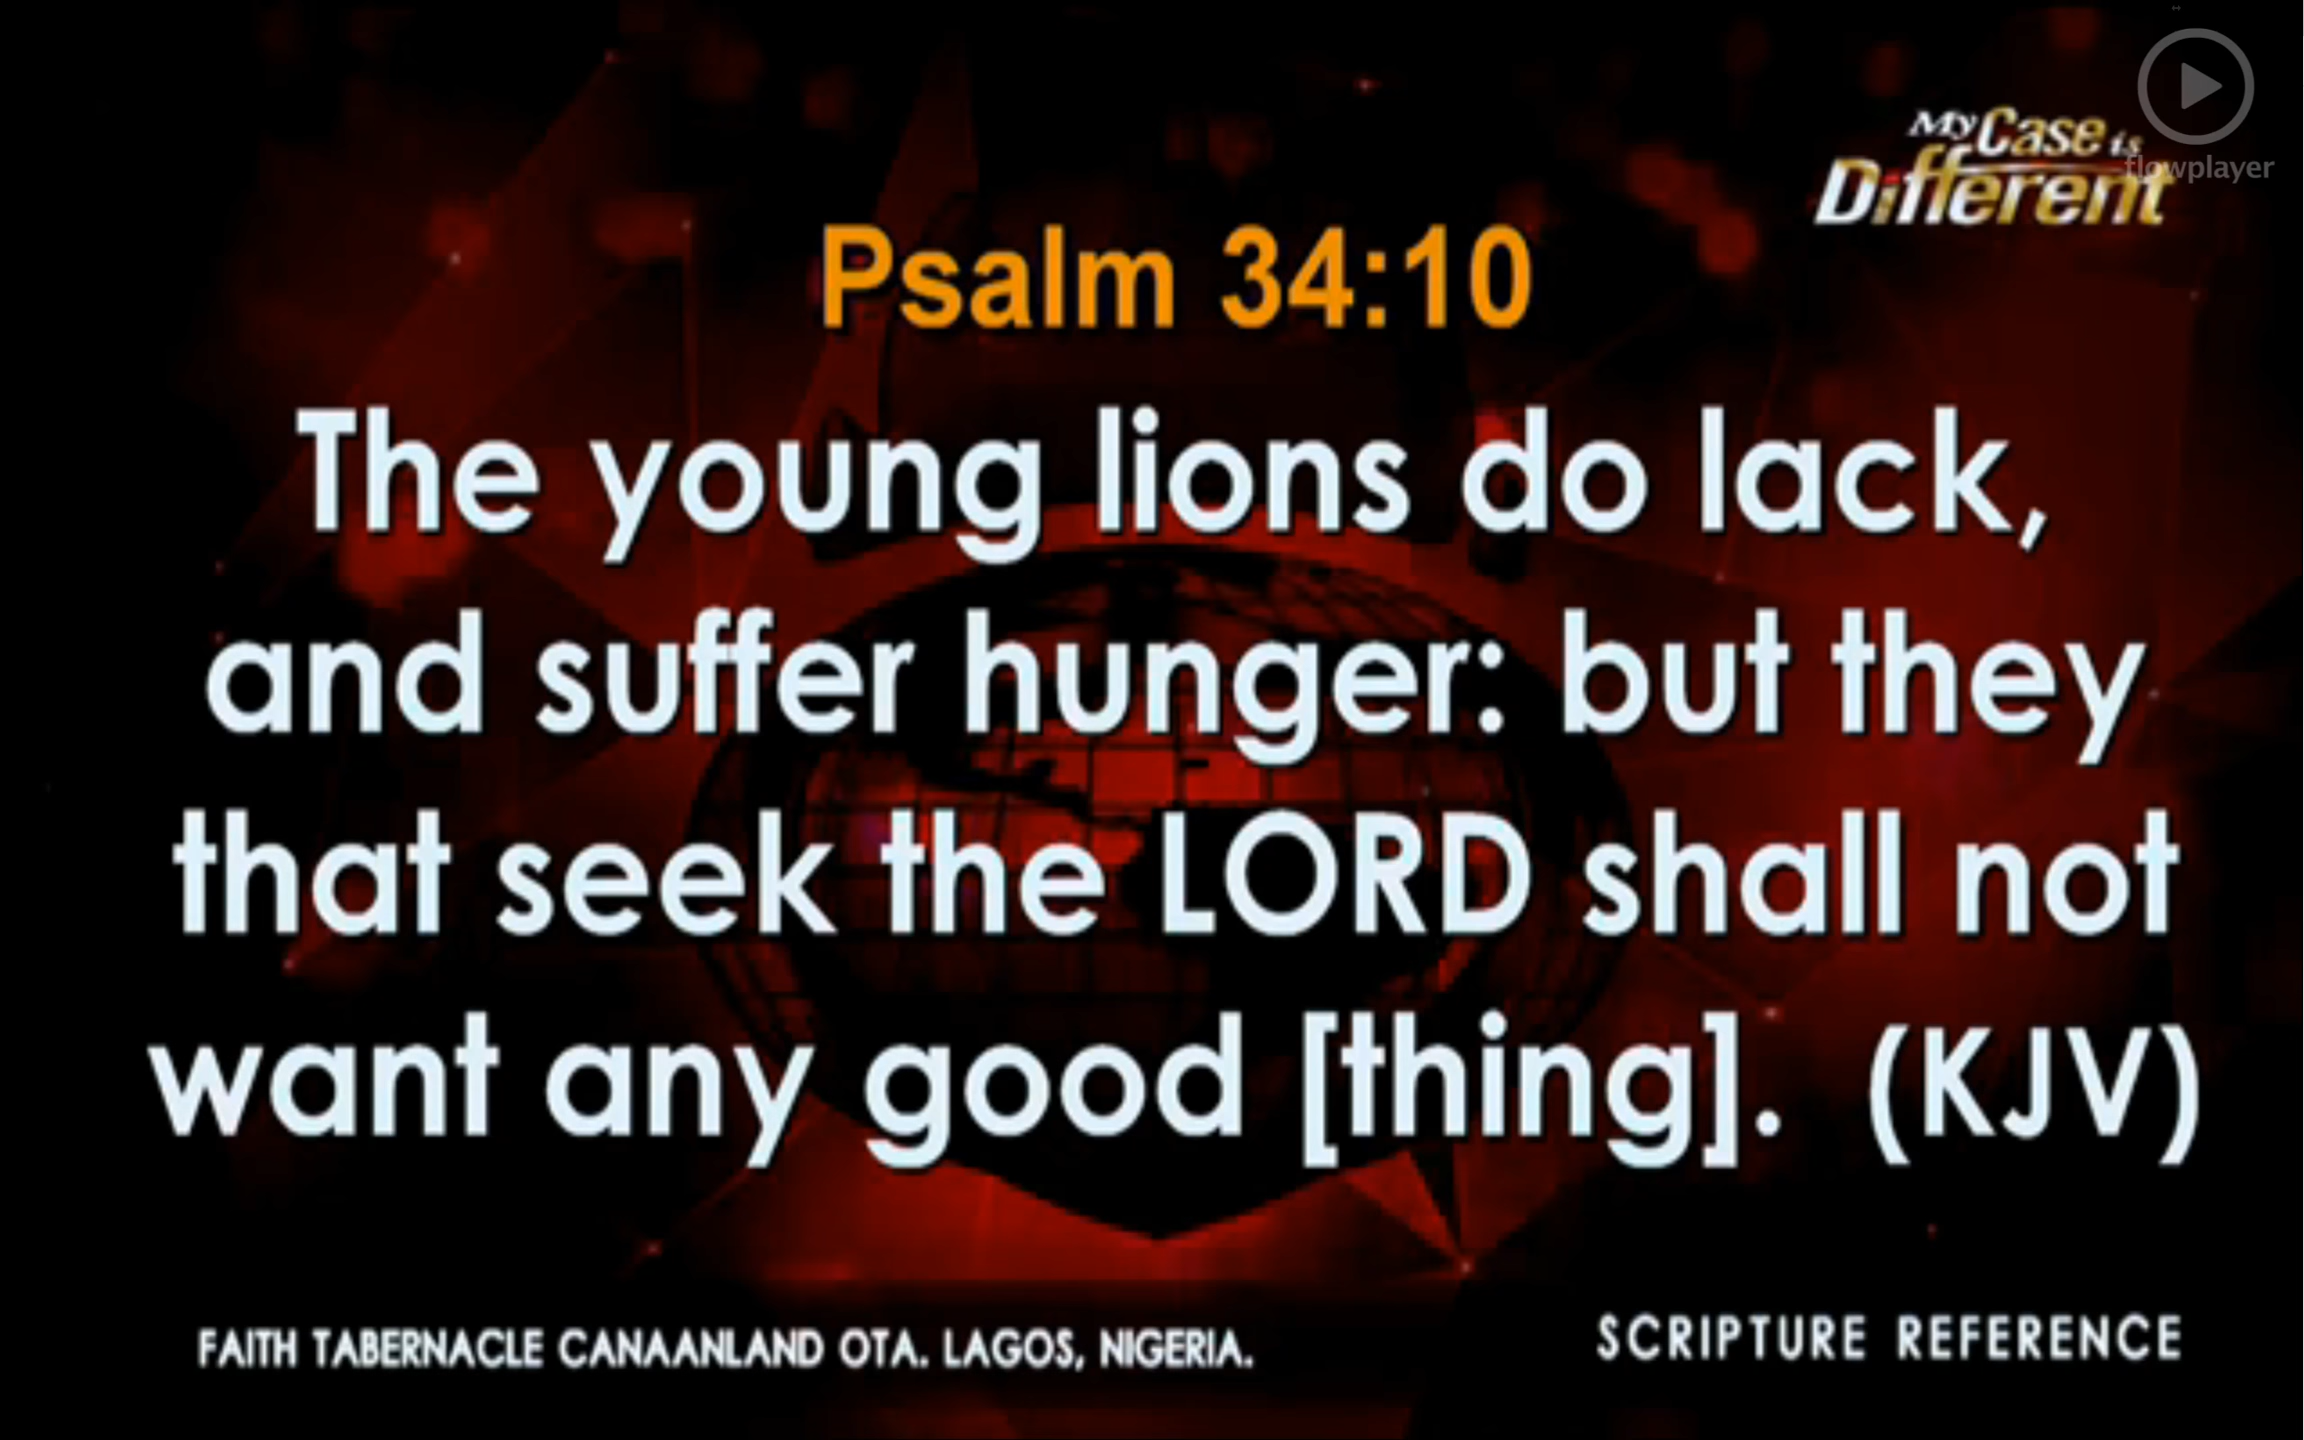 flowplayer
My Case is
Different
Psalm 34:10
The young lions do lack,
and suffer hunger: but they
that seek the LORD shall not
want any good [thing]. (KJV)
FAITH TABERNACLE CANAANLAND OTA. LAGOS, NIGERIA.
SCRIPTURE REFERENCE